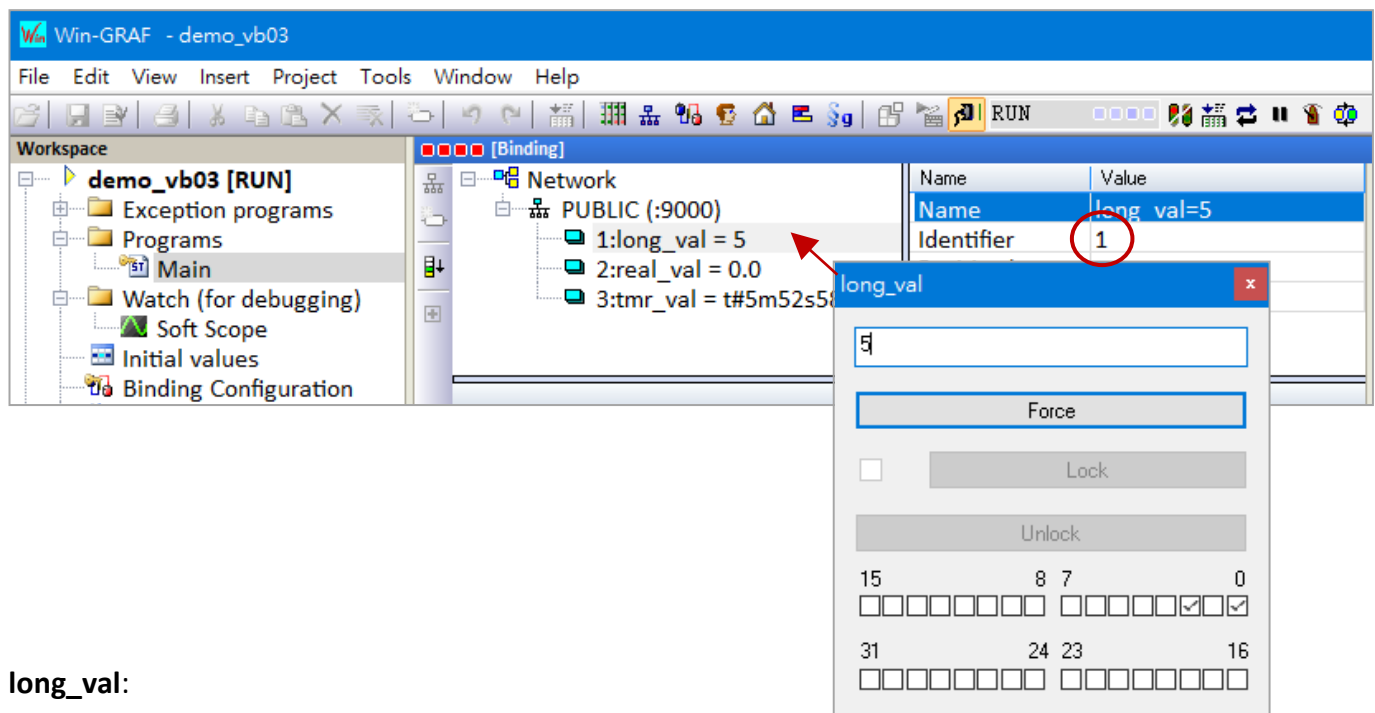 Win-GRAF - demo_vb03
File Edit View Insert Project Tools Window Help
RUN
Workspace
demo_vb03 [RUN]
Exception programs
Programs
Main
Watch (for debugging)
Soft Scope
Initial values
Binding Configuration
[Binding]
Network
PUBLIC (:9000)
1:long_val = 5
2:real_val = 0.0
3:tmr_val = t#5m52s58
Name Value
Name long_val=5
Identifier 1
long_val x
5
Force
Lock
Unlock
15 8 7 0
31 24 23 16
long_val: